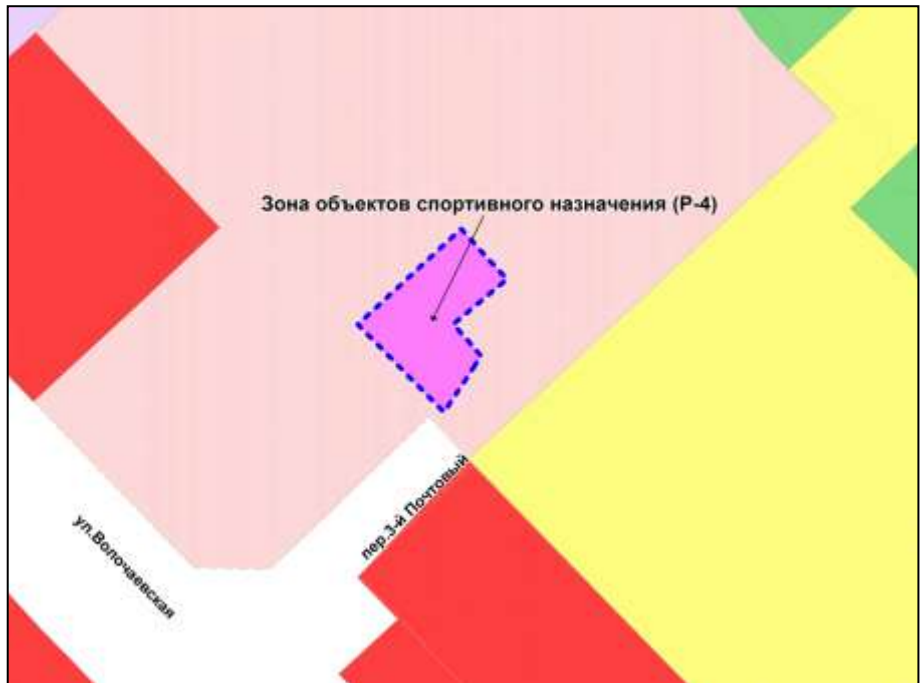 Зона объектов спортивного назначения (Р-4)
пер.3-й Почтовый
ул.Волочаевская